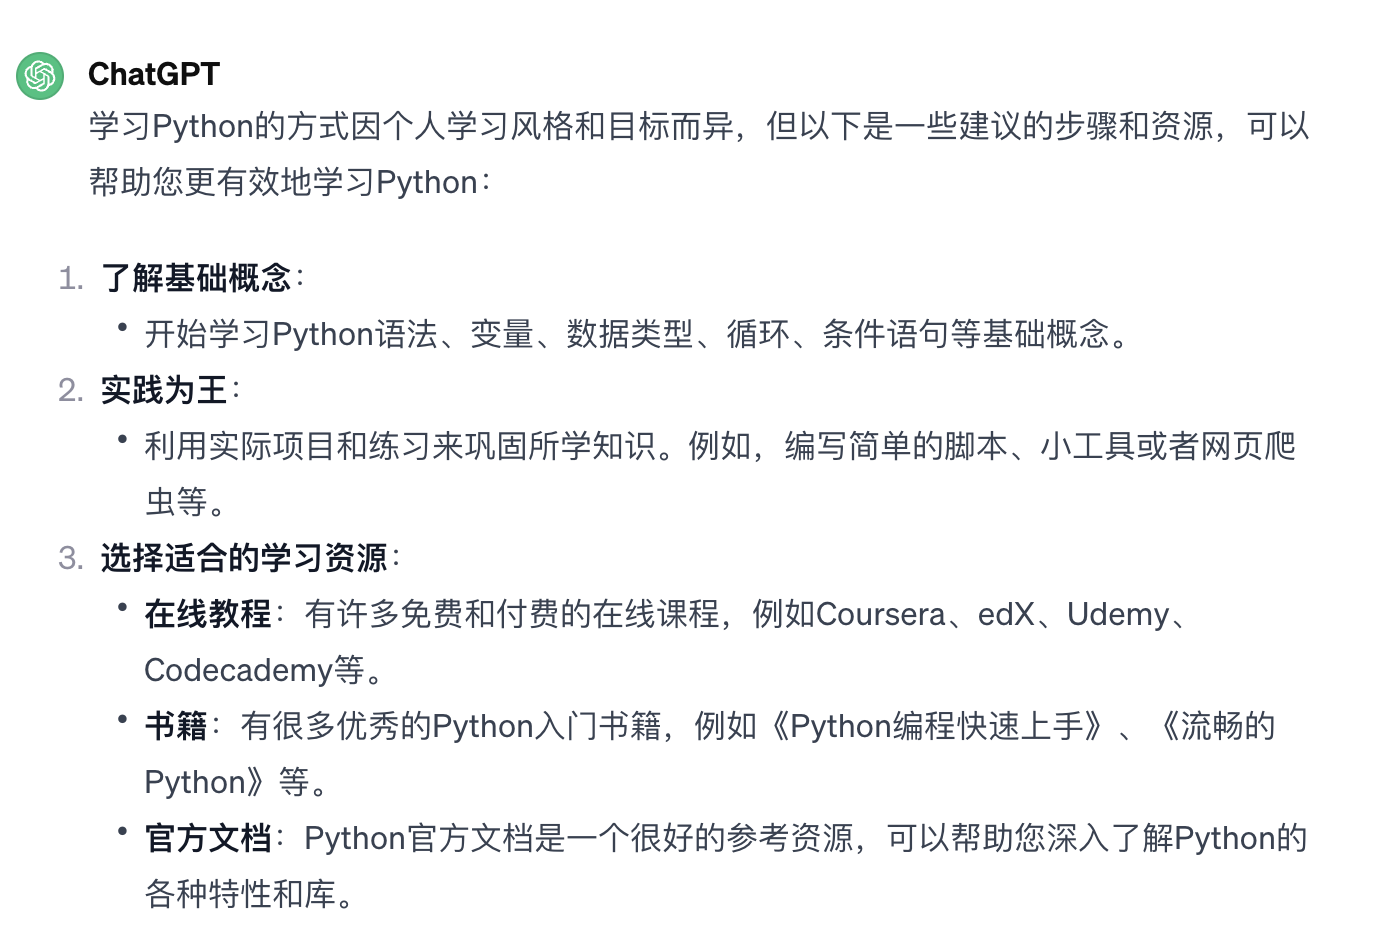 ChatGPT
学习Python的方式因个人学习风格和目标而异，但以下是一些建议的步骤和资源，可以
帮助您更有效地学习Python：
1. 了解基础概念：
• 开始学习Python语法、变量、数据类型、循环、条件语句等基础概念。
2. 实践为王：
• 利用实际项目和练习来巩固所学知识。例如，编写简单的脚本、小工具或者网页爬
虫等。
3. 选择适合的学习资源：
• 在线教程：有许多免费和付费的在线课程，例如Coursera、edX、Udemy、
Codecademy等。
• 书籍：有很多优秀的Python入门书籍，例如《Python编程快速上手》、《流畅的
Python》等。
• 官方文档：Python官方文档是一个很好的参考资源，可以帮助您深入了解Python的
各种特性和库。